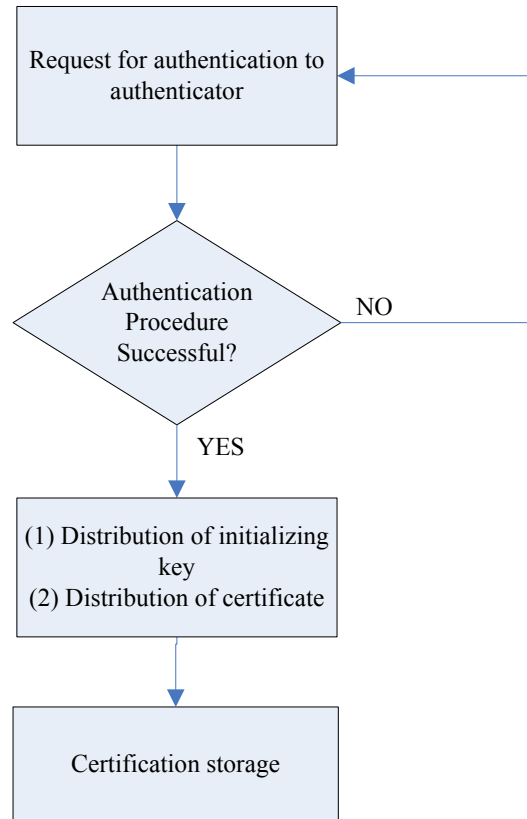 Request for authentication to
authenticator
Authentication
Procedure
Successful?
NO
YES
(1) Distribution of initializing
key
(2) Distribution of certificate
Certification storage